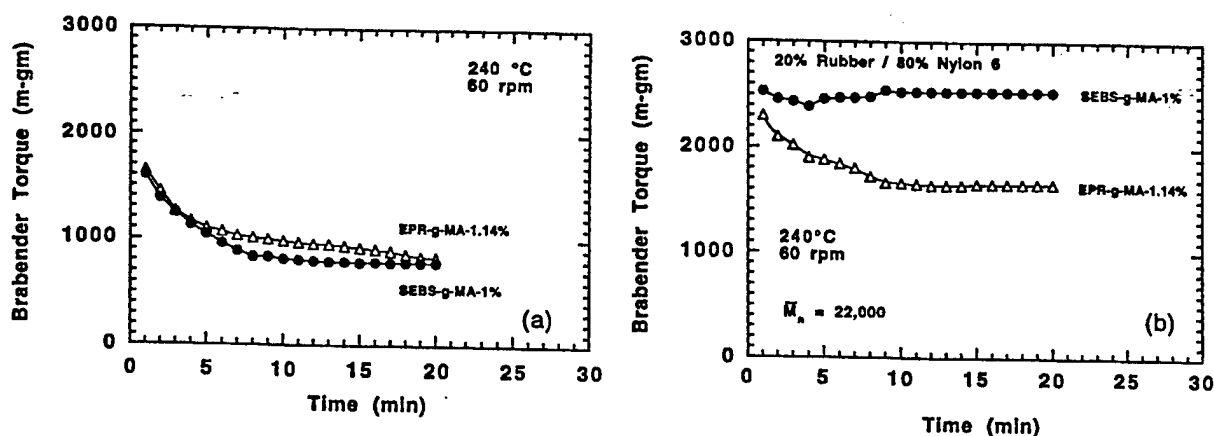 3000
2000
1000
0
Brabender Torque (m-gm)
240 °C
60 rpm
EPR-g-MA-1.14%
SEBS-g-MA-1%
(a)
0 5 10 15 20 25 30
Time (min)
3000
2000
1000
0
Brabender Torque (m-gm)
20% Rubber / 80% Nylon 6
SEBS-g-MA-1%
EPR-g-MA-1.14%
240°C
60 rpm
M̄n = 22,000
(b)
0 5 10 15 20 25 30
Time (min)